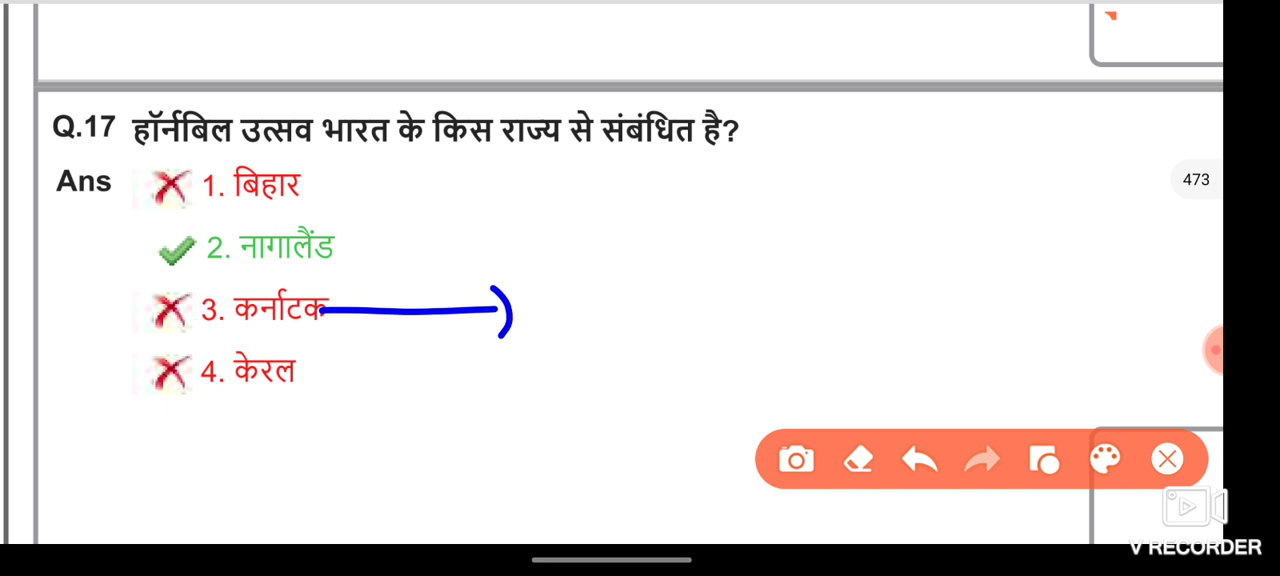 Q.17 हॉर्नबिल उत्सव भारत के किस राज्य से संबंधित है?
Ans 1. बिहार
473
2. नागालैंड
3. कर्नाटक
4. केरल
V RECORDER